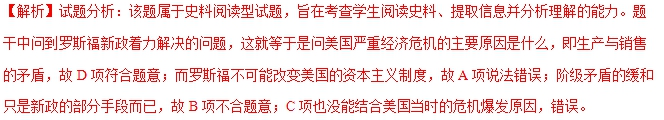 【解析】试题分析：该题属于史料阅读型试题，旨在考查学生阅读史料、提取信息并分析理解的能力。题
干中问到罗斯福新政着力解决的问题，这就等于是问美国严重经济危机的主要原因是什么，即生产与销售
的矛盾，故 D 项符合题意；而罗斯福不可能改变美国的资本主义制度，故 A 项说法错误；阶级矛盾的缓和
只是新政的部分手段而已，故 B 项不合题意；C 项也没能结合美国当时的危机爆发原因，错误。